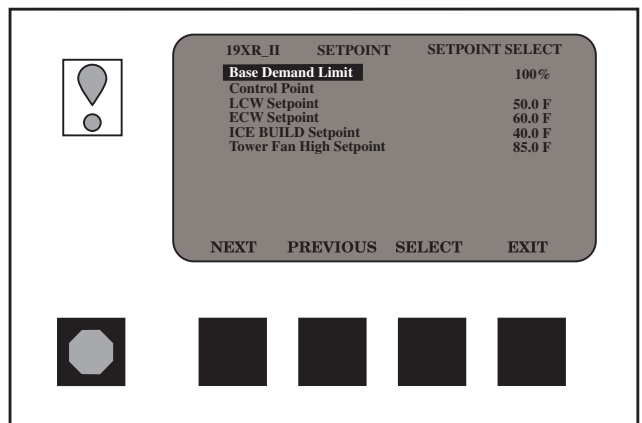 19XR_II SETPOINT SETPOINT SELECT
Base Demand Limit 100%
Control Point
LCW Setpoint 50.0 F
ECW Setpoint 60.0 F
ICE BUILD Setpoint 40.0 F
Tower Fan High Setpoint 85.0 F
NEXT PREVIOUS SELECT EXIT